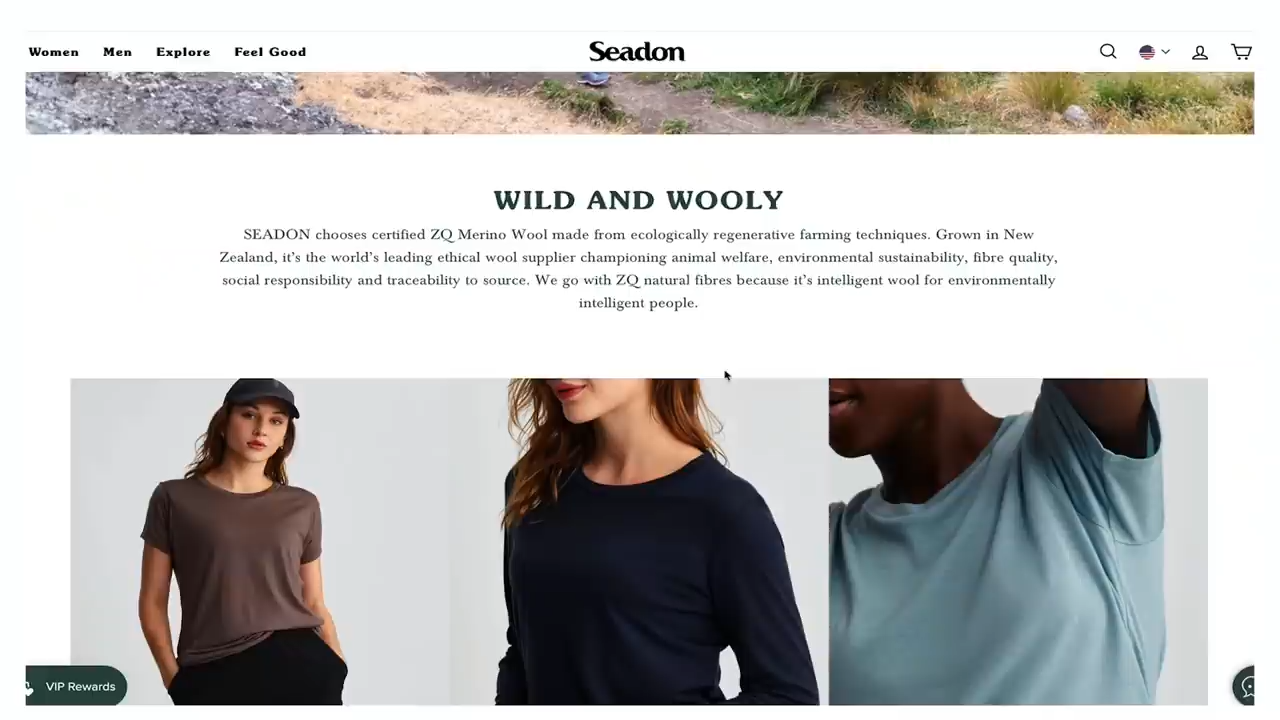 Women Men Explore Feel Good Seadon
WILD AND WOOLY
SEADON chooses certified ZQ Merino Wool made from ecologically regenerative farming techniques. Grown in New
Zealand, it's the world's leading ethical wool supplier championing animal welfare, environmental sustainability, fibre quality,
social responsibility and traceability to source. We go with ZQ natural fibres because it's intelligent wool for environmentally
intelligent people.
VIP Rewards